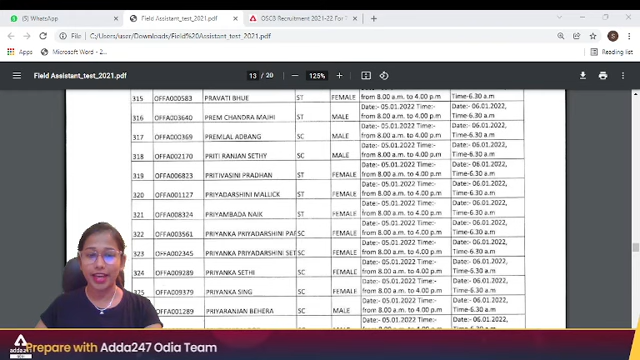 WhatsApp
Field Assistant_test_2021.pdf
OSCB Recruitment 2021-22 For 1
File
C:/Users/user/Downloads/Field%20Assistant_test_2021.pdf
Apps
Microsoft Word - 2...
Reading list
Field Assistant_test_2021.pdf
13 / 20
125%
315 OFFA000583 PRAVATI BHUE ST FEMALE from 8.00 a.m. to 4.00 p.m Time-6.30 a.m
316 OFFA003640 PREM CHANDRA MAJHI ST MALE Date:- 05.01.2022 Time:- from 8.00 a.m. to 4.00 p.m Date:- 06.01.2022, Time-6.30 a.m
317 OFFA000369 PREMLAL ADBANG SC MALE Date:- 05.01.2022 Time:- from 8.00 a.m. to 4.00 p.m Date:- 06.01.2022, Time-6.30 a.m
318 OFFA002170 PRITI RANJAN SETHY SC MALE Date:- 05.01.2022 Time:- from 8.00 a.m. to 4.00 p.m Date:- 06.01.2022, Time-6.30 a.m
319 OFFA006823 PRITIVASINI PRADHAN ST FEMALE Date:- 05.01.2022 Time:- from 8.00 a.m. to 4.00 p.m Date:- 06.01.2022, Time-6.30 a.m
320 OFFA001127 PRIYADARSHINI MALLICK ST FEMALE Date:- 05.01.2022 Time:- from 8.00 a.m. to 4.00 p.m Date:- 06.01.2022, Time-6.30 a.m
321 OFFA008324 PRIYAMBADA NAIK ST FEMALE Date:- 05.01.2022 Time:- from 8.00 a.m. to 4.00 p.m Date:- 06.01.2022, Time-6.30 a.m
322 OFFA003561 PRIYANKA PRIYADARSHINI PAR SC FEMALE Date:- 05.01.2022 Time:- from 8.00 a.m. to 4.00 p.m Date:- 06.01.2022, Time-6.30 a.m
323 OFFA002345 PRIYANKA PRIYADARSHINI SET SC FEMALE Date:- 05.01.2022 Time:- from 8.00 a.m. to 4.00 p.m Date:- 06.01.2022, Time-6.30 a.m
324 OFFA009289 PRIYANKA SETHI SC FEMALE Date:- 05.01.2022 Time:- from 8.00 a.m. to 4.00 p.m Date:- 06.01.2022, Time-6.30 a.m
325 OFFA009379 PRIYANKA SING SC FEMALE Date:- 05.01.2022 Time:- from 8.00 a.m. to 4.00 p.m Date:- 06.01.2022, Time-6.30 a.m
OFFA001289 PRIYARANJAN BEHERA SC MALE Date:- 05.01.2022 Time:- from 8.00 a.m. to 4.00 p.m Date:- 06.01.2022, Time-6.30 a.m
Prepare with Adda247 Odia Team